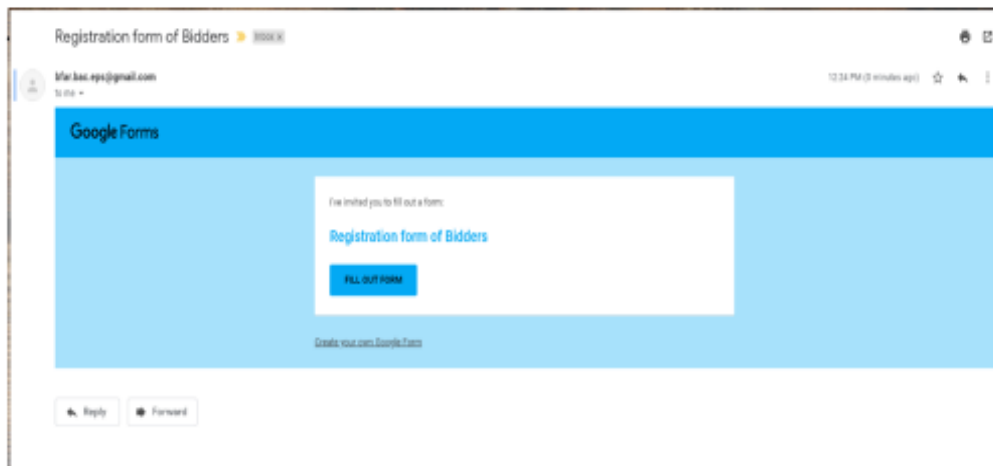 Registration form of Bidders Inbox x
bfar.bac.eps@gmail.com
12:34 PM (0 minutes ago)
to me
Google Forms
I've invited you to fill out a form:
Registration form of Bidders
FILL OUT FORM
Create your own Google Form
Reply
Forward